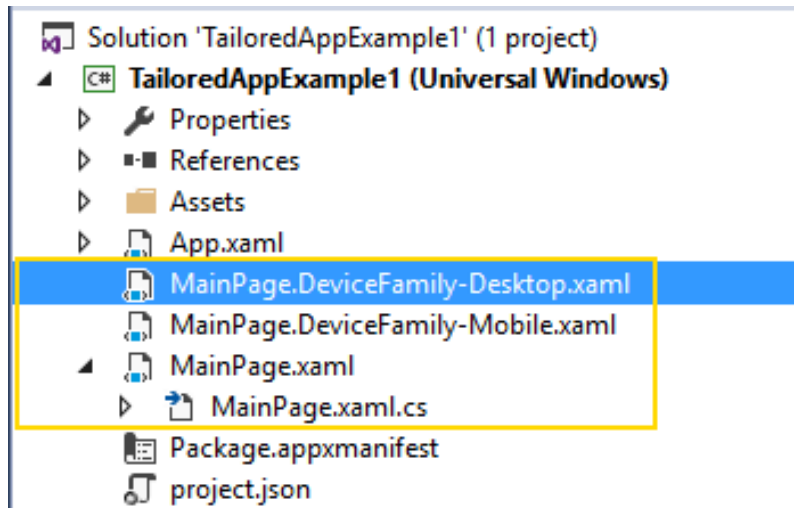 Solution 'TailoredAppExample1' (1 project)
C# TailoredAppExample1 (Universal Windows)
Properties
References
Assets
App.xaml
MainPage.DeviceFamily-Desktop.xaml
MainPage.DeviceFamily-Mobile.xaml
MainPage.xaml
MainPage.xaml.cs
Package.appxmanifest
project.json